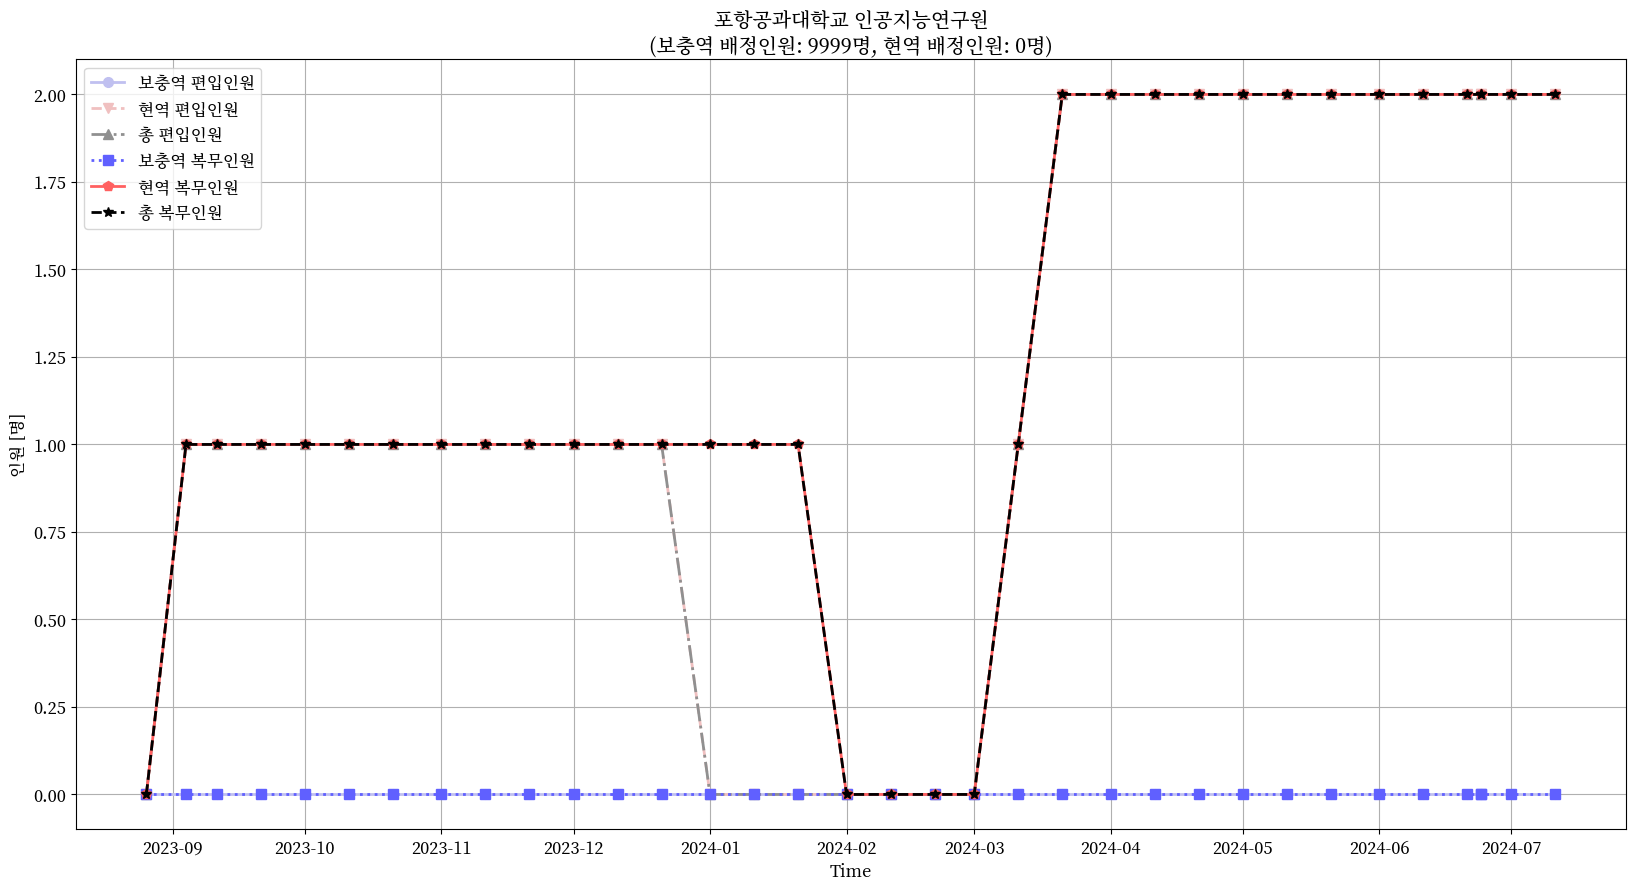 포항공과대학교 인공지능연구원
(보충역 배정인원: 9999명, 현역 배정인원: 0명)
보충역 편입인원
현역 편입인원
총 편입인원
보충역 복무인원
현역 복무인원
총 복무인원
2.00
1.75
1.50
1.25
1.00
0.75
0.50
0.25
0.00
인원 [명]
2023-09 2023-10 2023-11 2023-12 2024-01 2024-02 2024-03 2024-04 2024-05 2024-06 2024-07
Time